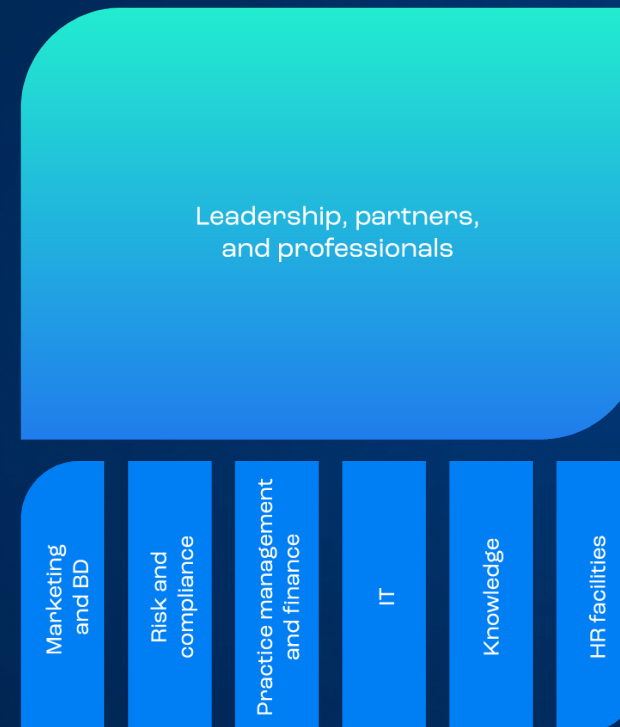 Leadership, partners,
and professionals
Marketing
and BD
Risk and
compliance
Practice management
and finance
IT
Knowledge
HR facilities